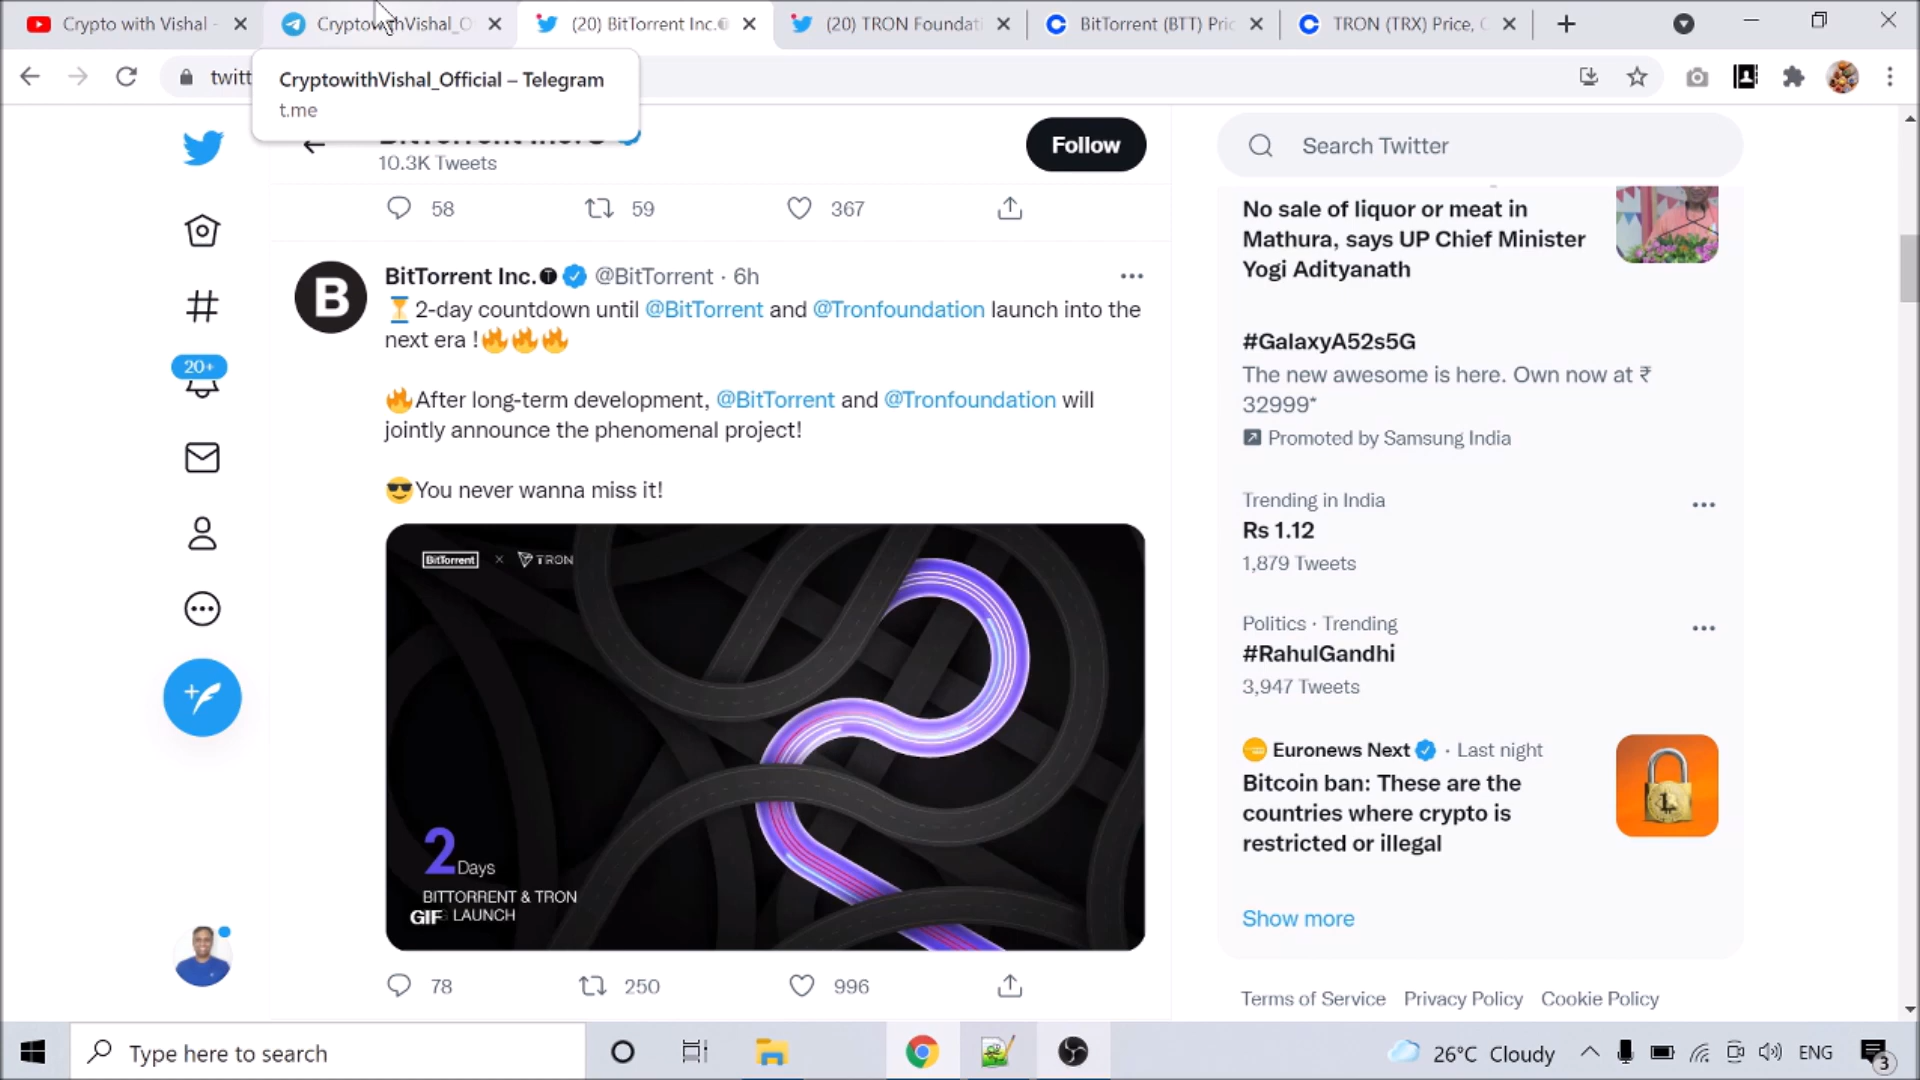 Crypto with Vishal -
CryptowithVishal_O
(20) BitTorrent Inc.
(20) TRON Foundati
BitTorrent (BTT) Pric
TRON (TRX) Price, C
twitt
CryptowithVishal_Official – Telegram
t.me
10.3K Tweets
Follow
Search Twitter
58
59
367
No sale of liquor or meat in
Mathura, says UP Chief Minister
Yogi Adityanath
BitTorrent Inc. @BitTorrent · 6h
⏳2-day countdown until @BitTorrent and @Tronfoundation launch into the
next era !🔥🔥🔥
🔥After long-term development, @BitTorrent and @Tronfoundation will
jointly announce the phenomenal project!
😎You never wanna miss it!
BitTorrent × TRON
2 Days
BITTORRENT & TRON
GIF LAUNCH
78
250
996
20+
#GalaxyA52s5G
The new awesome is here. Own now at ₹
32999*
Promoted by Samsung India
Trending in India
Rs 1.12
1,879 Tweets
Politics · Trending
#RahulGandhi
3,947 Tweets
Euronews Next · Last night
Bitcoin ban: These are the
countries where crypto is
restricted or illegal
Show more
Terms of Service Privacy Policy Cookie Policy
Type here to search
26°C Cloudy
ENG
3